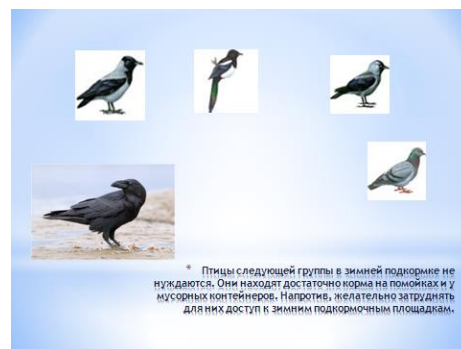 * Птицы следующей группы в зимней подкормке не
нуждаются. Они находят достаточно корма на помойках и у
мусорных контейнеров. Напротив, желательно затруднять
для них доступ к зимним подкормочным площадкам.